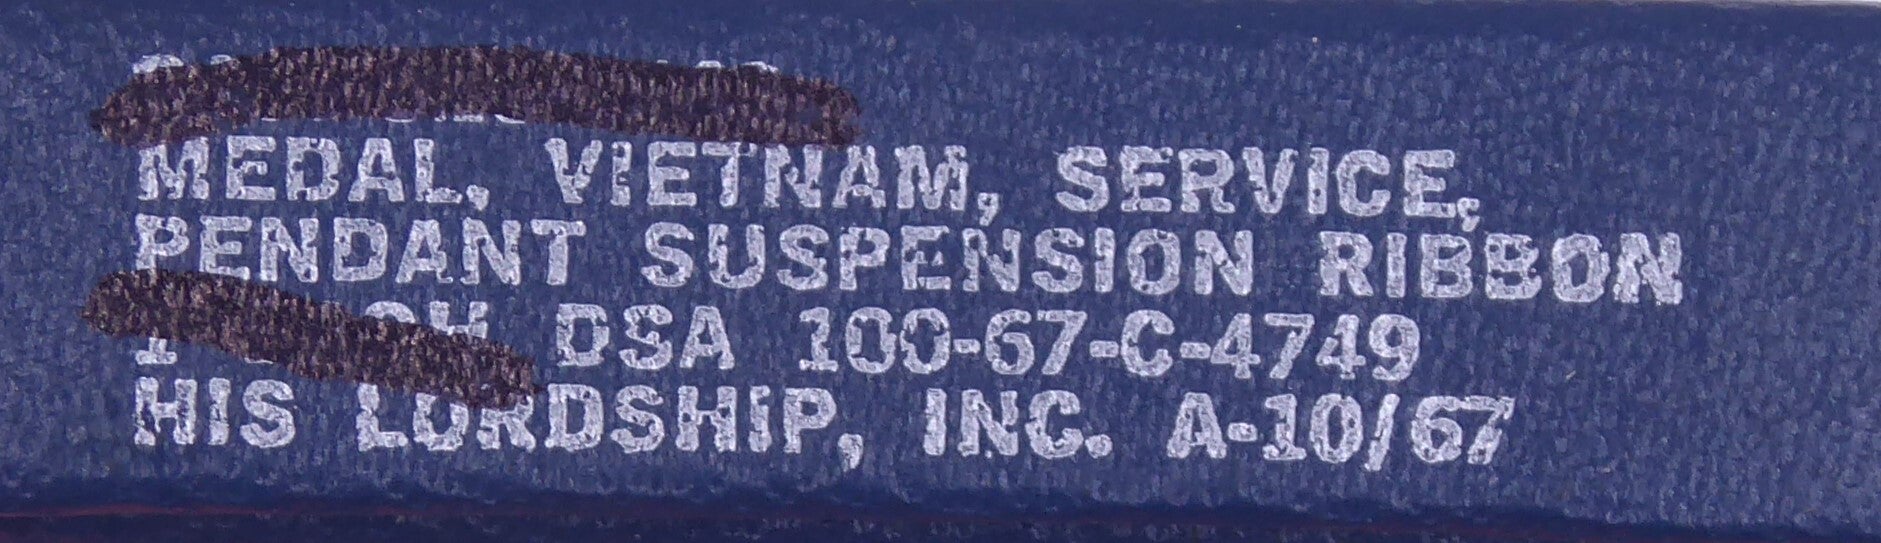 MEDAL, VIETNAM, SERVICE,
PENDANT SUSPENSION RIBBON
DSA 100-67-C-4749
HIS LORDSHIP, INC. A-10/67